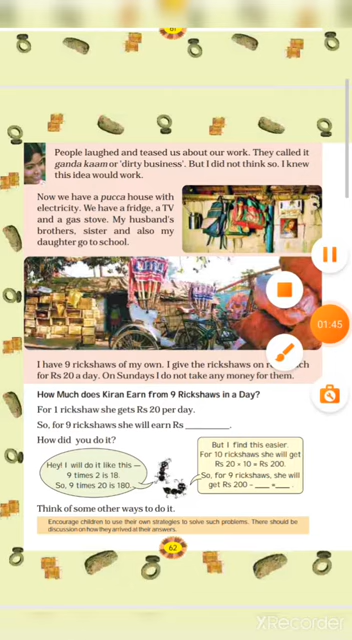 61
People laughed and teased us about our work. They called it
ganda kaam or 'dirty business'. But I did not think so. I knew
this idea would work.
Now we have a pucca house with
electricity. We have a fridge, a TV
and a gas stove. My husband's
brothers, sister and also my
daughter go to school.
I have 9 rickshaws of my own. I give the rickshaws on
for Rs 20 a day. On Sundays I do not take any money for them.
How Much does Kiran Earn from 9 Rickshaws in a Day?
For 1 rickshaw she gets Rs 20 per day.
So, for 9 rickshaws she will earn Rs ________.
How did you do it?
Hey! I will do it like this —
9 times 2 is 18.
So, 9 times 20 is 180.
But I find this easier.
For 10 rickshaws she will get
Rs 20 × 10 = Rs 200.
So, for 9 rickshaws, she will
get Rs 200 – ___ = ___ .
Think of some other ways to do it.
Encourage children to use their own strategies to solve such problems. There should be
discussion on how they arrived at their answers.
62
01:45
XRecorder